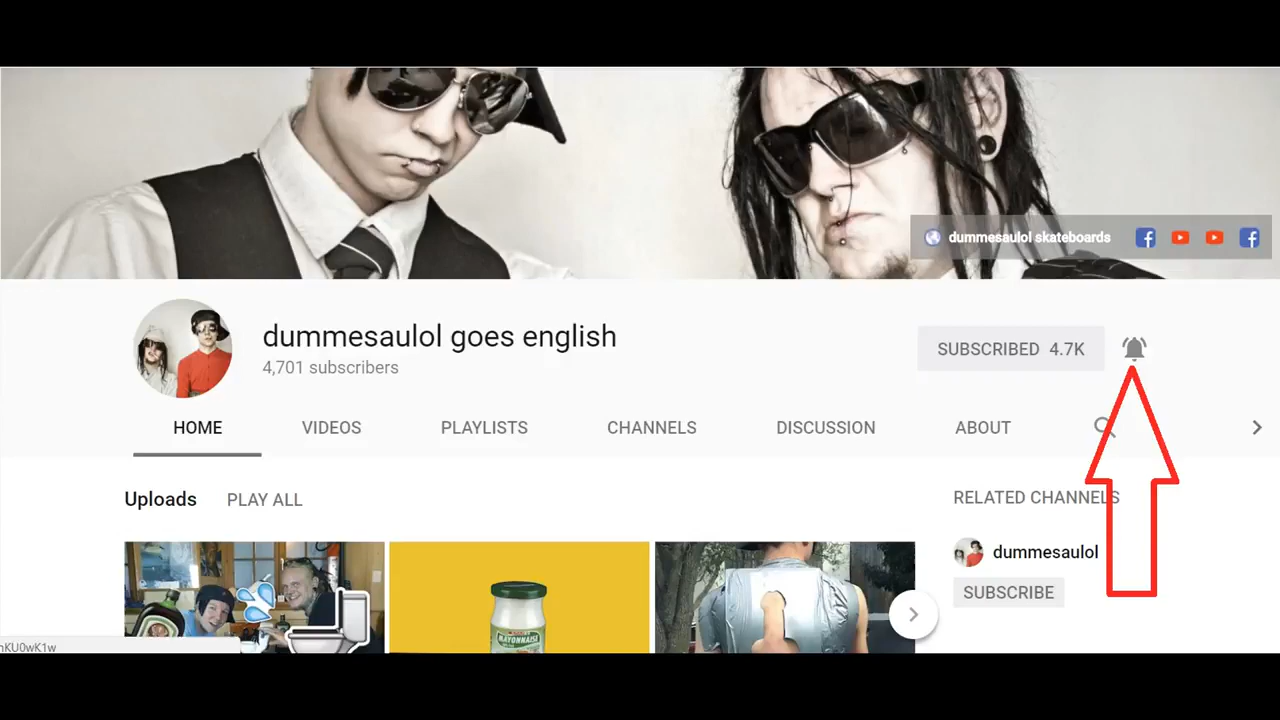 dummesaulol skateboards
dummesaulol goes english
4,701 subscribers
SUBSCRIBED 4.7K
HOME VIDEOS PLAYLISTS CHANNELS DISCUSSION ABOUT
Uploads PLAY ALL
RELATED CHANNELS
dummesaulol
SUBSCRIBE
MAYONNAISE
nKU0wK1w